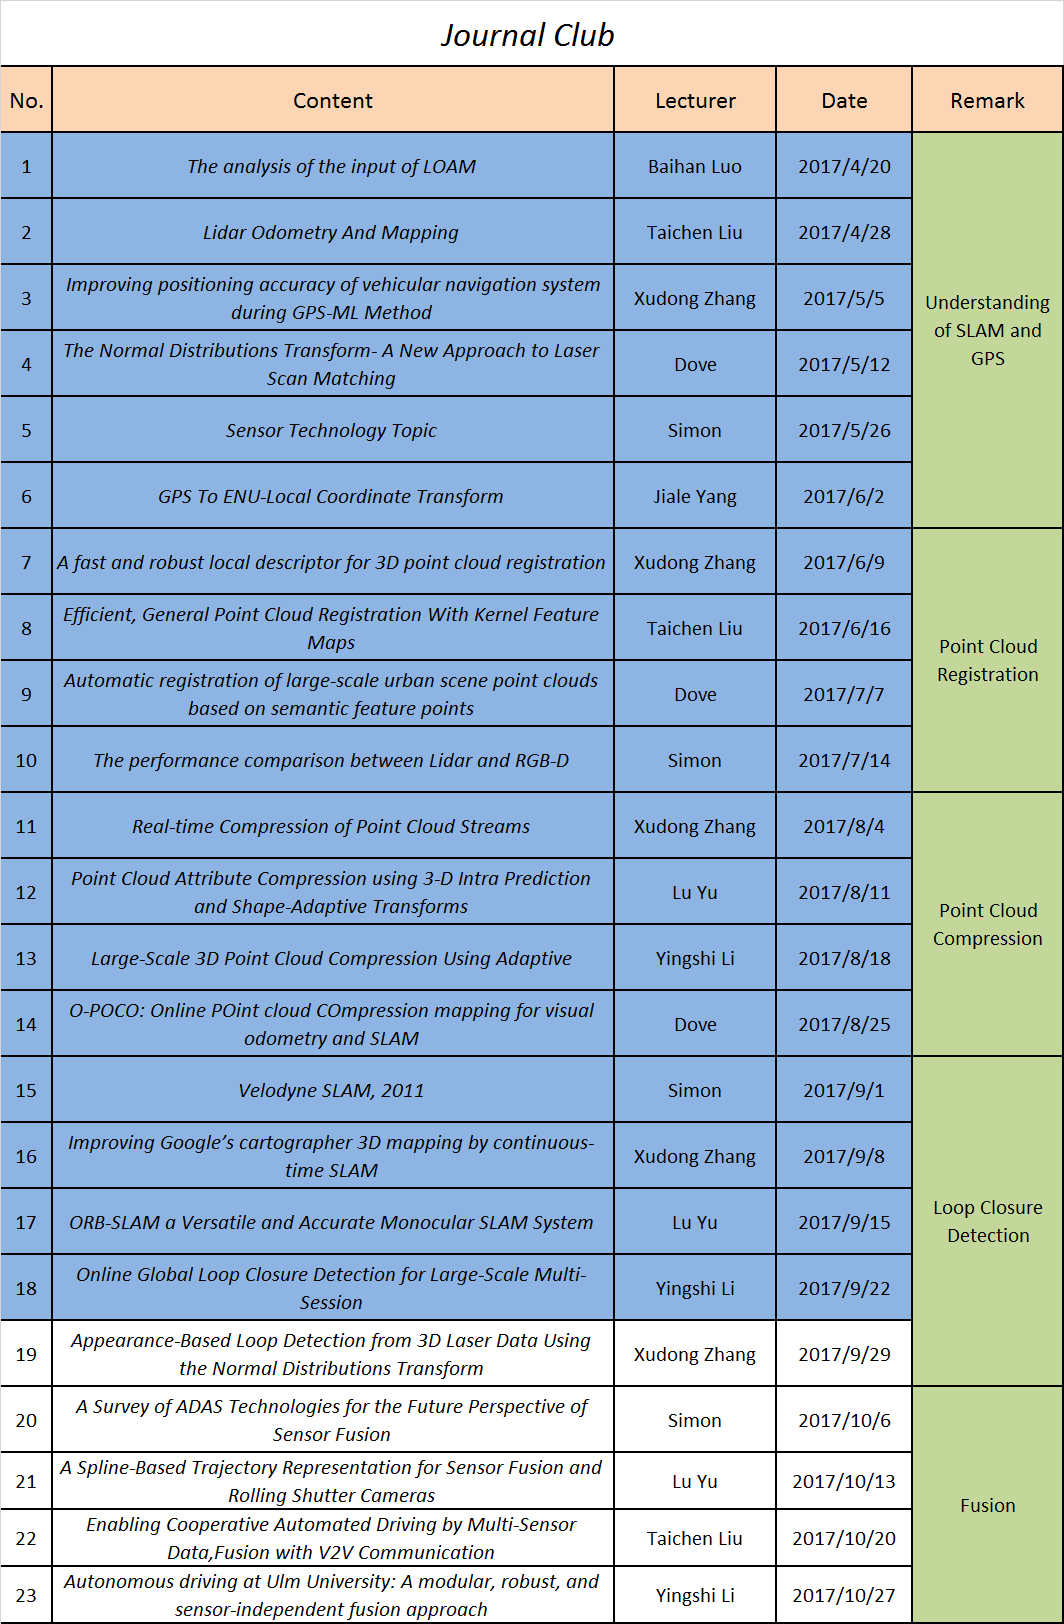 Journal Club
No. Content Lecturer Date Remark
1 The analysis of the input of LOAM Baihan Luo 2017/4/20
2 Lidar Odometry And Mapping Taichen Liu 2017/4/28
Improving positioning accuracy of vehicular navigation system
3 during GPS-ML Method Xudong Zhang 2017/5/5
Understanding
of SLAM and
GPS
The Normal Distributions Transform- A New Approach to Laser
4 Scan Matching Dove 2017/5/12
5 Sensor Technology Topic Simon 2017/5/26
6 GPS To ENU-Local Coordinate Transform Jiale Yang 2017/6/2
7 A fast and robust local descriptor for 3D point cloud registration Xudong Zhang 2017/6/9
Efficient, General Point Cloud Registration With Kernel Feature
8 Maps Taichen Liu 2017/6/16
Point Cloud
Registration
Automatic registration of large-scale urban scene point clouds
9 based on semantic feature points Dove 2017/7/7
10 The performance comparison between Lidar and RGB-D Simon 2017/7/14
11 Real-time Compression of Point Cloud Streams Xudong Zhang 2017/8/4
Point Cloud Attribute Compression using 3-D Intra Prediction
12 and Shape-Adaptive Transforms Lu Yu 2017/8/11
Point Cloud
Compression
13 Large-Scale 3D Point Cloud Compression Using Adaptive Yingshi Li 2017/8/18
O-POCO: Online POint cloud COmpression mapping for visual
14 odometry and SLAM Dove 2017/8/25
15 Velodyne SLAM, 2011 Simon 2017/9/1
Improving Google’s cartographer 3D mapping by continuous-
16 time SLAM Xudong Zhang 2017/9/8
17 ORB-SLAM a Versatile and Accurate Monocular SLAM System Lu Yu 2017/9/15
Loop Closure
Detection
Online Global Loop Closure Detection for Large-Scale Multi-
18 Session Yingshi Li 2017/9/22
Appearance-Based Loop Detection from 3D Laser Data Using
19 the Normal Distributions Transform Xudong Zhang 2017/9/29
A Survey of ADAS Technologies for the Future Perspective of
20 Sensor Fusion Simon 2017/10/6
A Spline-Based Trajectory Representation for Sensor Fusion and
21 Rolling Shutter Cameras Lu Yu 2017/10/13
Fusion
Enabling Cooperative Automated Driving by Multi-Sensor
22 Data,Fusion with V2V Communication Taichen Liu 2017/10/20
Autonomous driving at Ulm University: A modular, robust, and
23 sensor-independent fusion approach Yingshi Li 2017/10/27